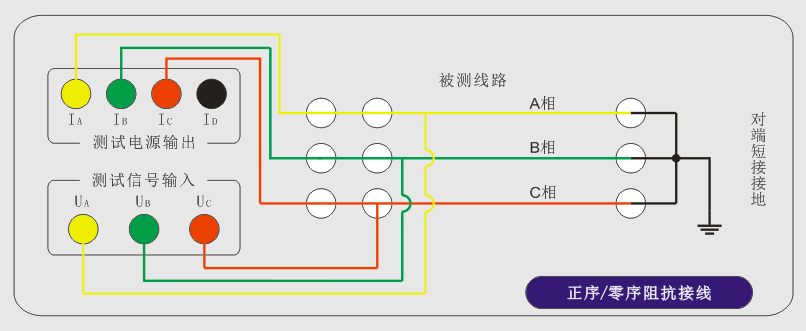 被测线路
IA IB IC ID
测试电源输出
A相
B相
C相
对端短接接地
测试信号输入
UA UB UC
正序/零序阻抗接线